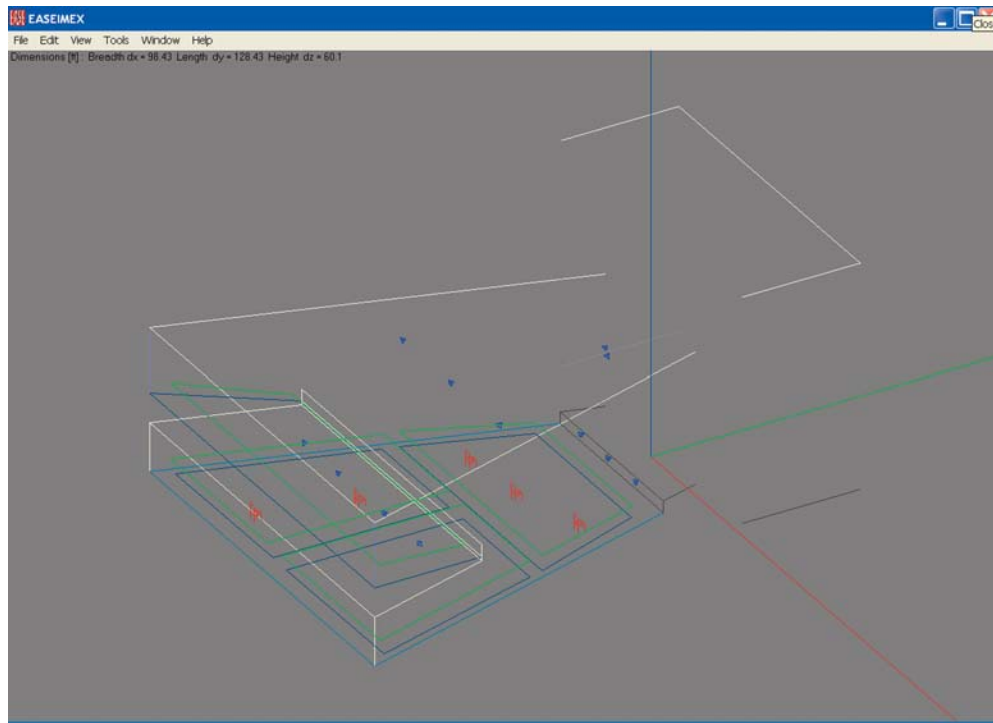 EASEIMEX
Clos
File Edit View Tools Window Help
Dimensions [ft] : Breadth dx = 98.43 Length dy = 128.43 Height dz = 60.1